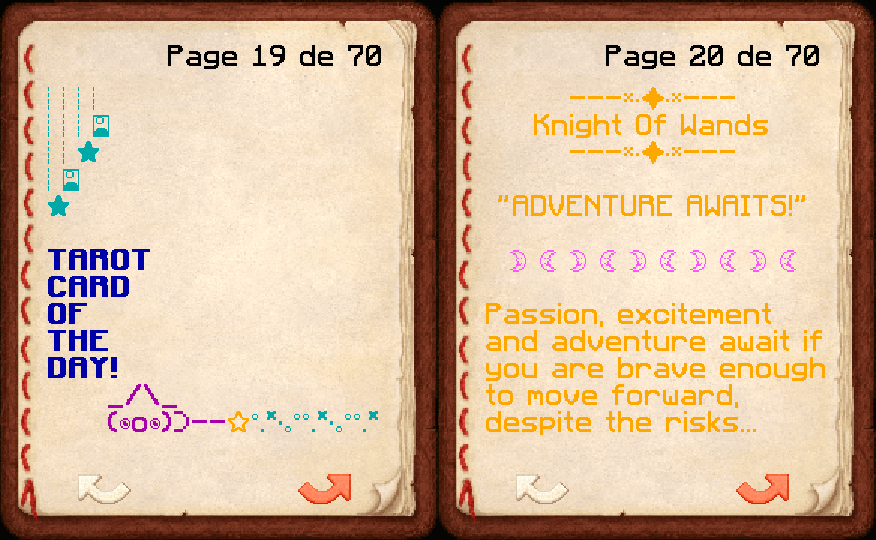 Page 19 de 70
TAROT
CARD
OF
THE
DAY!
Page 20 de 70
Knight Of Wands
"ADVENTURE AWAITS!"
Passion, excitement
and adventure await if
you are brave enough
to move forward,
despite the risks...